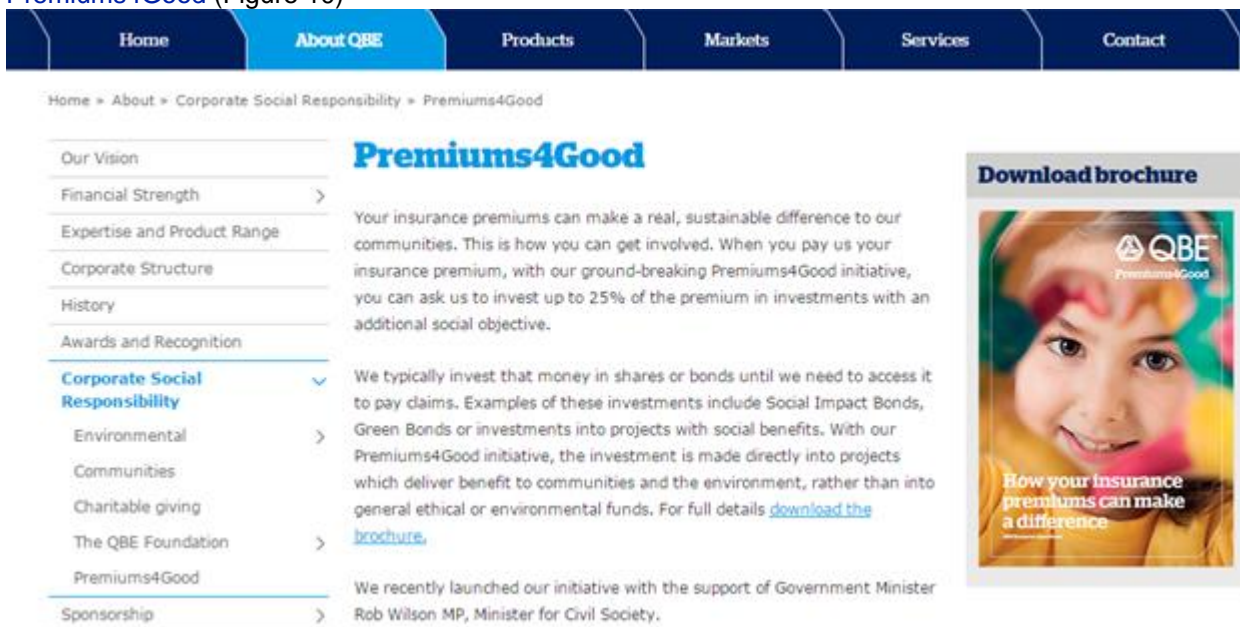 Premiums4Good (Figure 10)
Home
About QBE
Products
Markets
Services
Contact
Home » About » Corporate Social Responsibility » Premiums4Good
Our Vision
Financial Strength
Expertise and Product Range
Corporate Structure
History
Awards and Recognition
Corporate Social
Responsibility
Environmental
Communities
Charitable giving
The QBE Foundation
Premiums4Good
Sponsorship
Premiums4Good
Your insurance premiums can make a real, sustainable difference to our
communities. This is how you can get involved. When you pay us your
insurance premium, with our ground-breaking Premiums4Good initiative,
you can ask us to invest up to 25% of the premium in investments with an
additional social objective.
We typically invest that money in shares or bonds until we need to access it
to pay claims. Examples of these investments include Social Impact Bonds,
Green Bonds or investments into projects with social benefits. With our
Premiums4Good initiative, the investment is made directly into projects
which deliver benefit to communities and the environment, rather than into
general ethical or environmental funds. For full details download the
brochure.
We recently launched our initiative with the support of Government Minister
Rob Wilson MP, Minister for Civil Society.
Download brochure
QBE
Premiums4Good
How your insurance
premiums can make
a difference